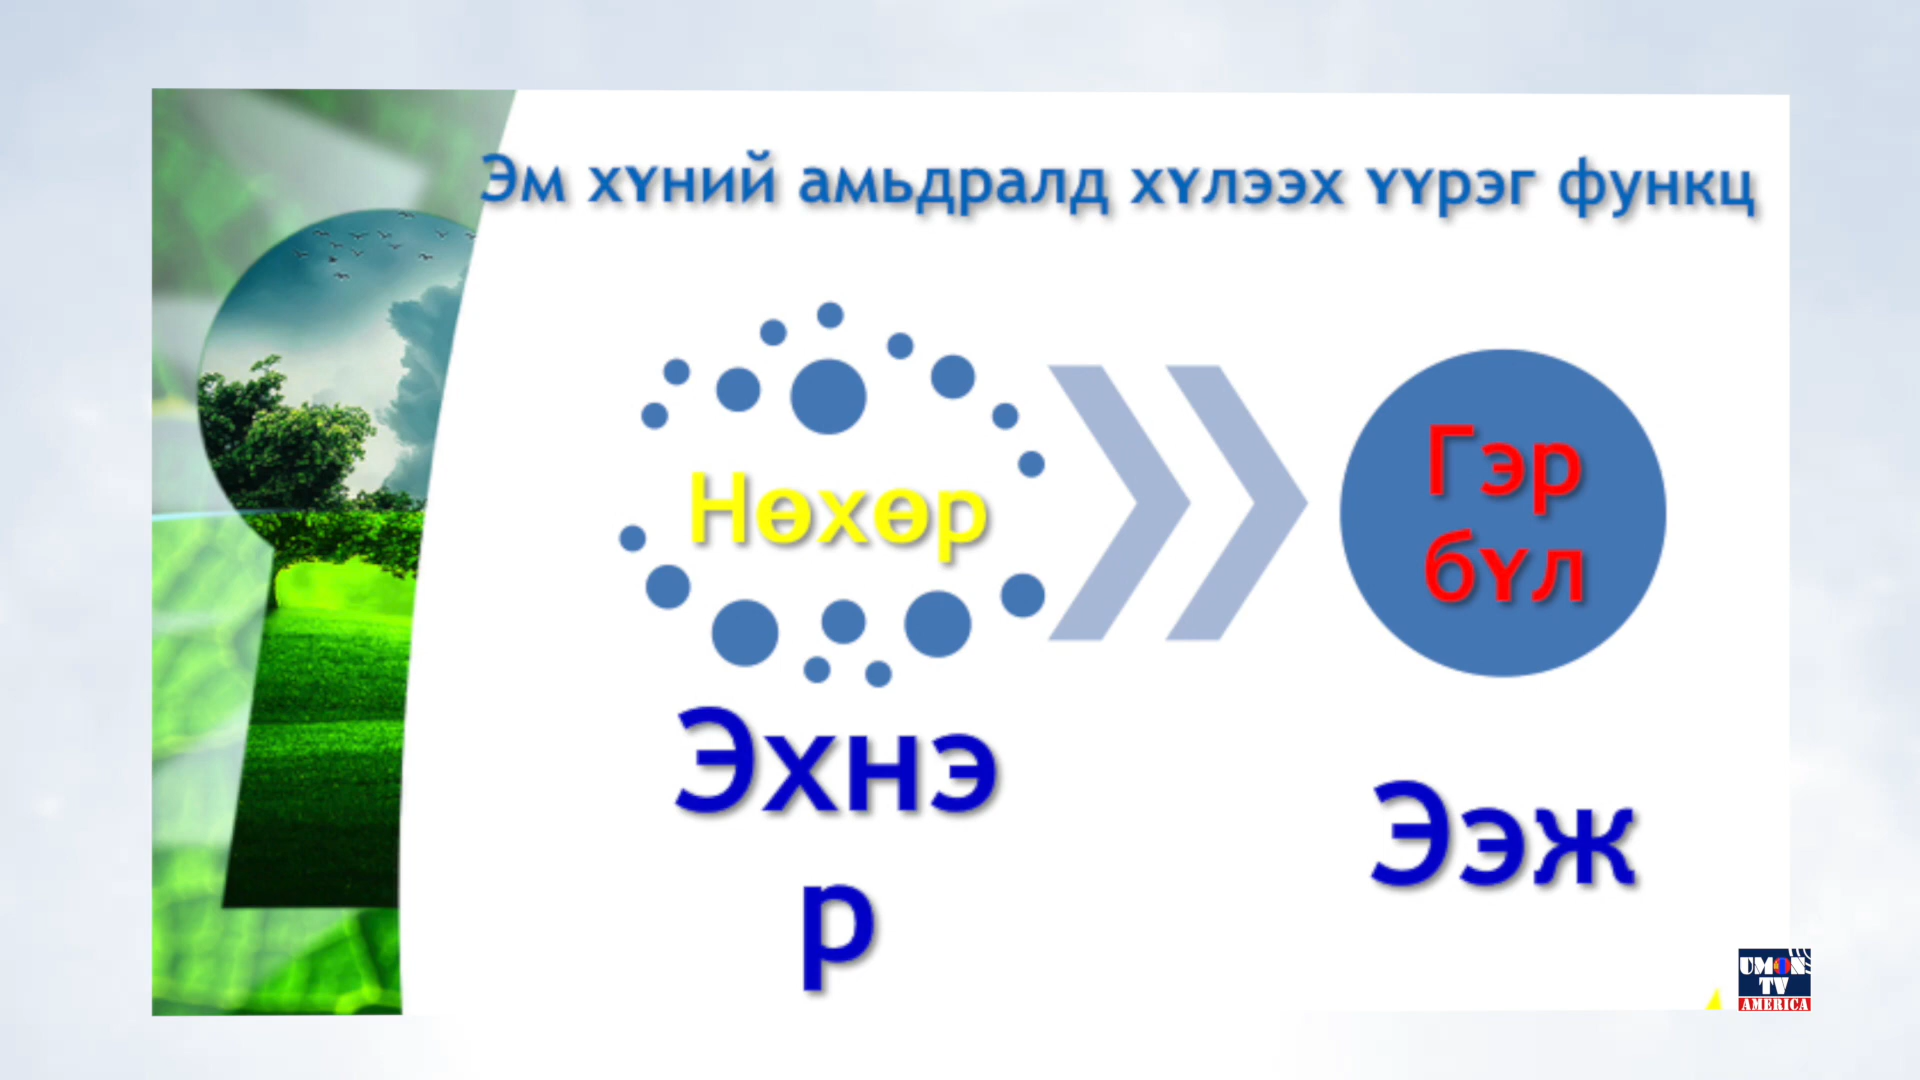 Эм хүний амьдралд хүлээх үүрэг функц
Нөхөр
Гэр
бүл
Эхнэ
р
Ээж
UMON
TV
AMERICA